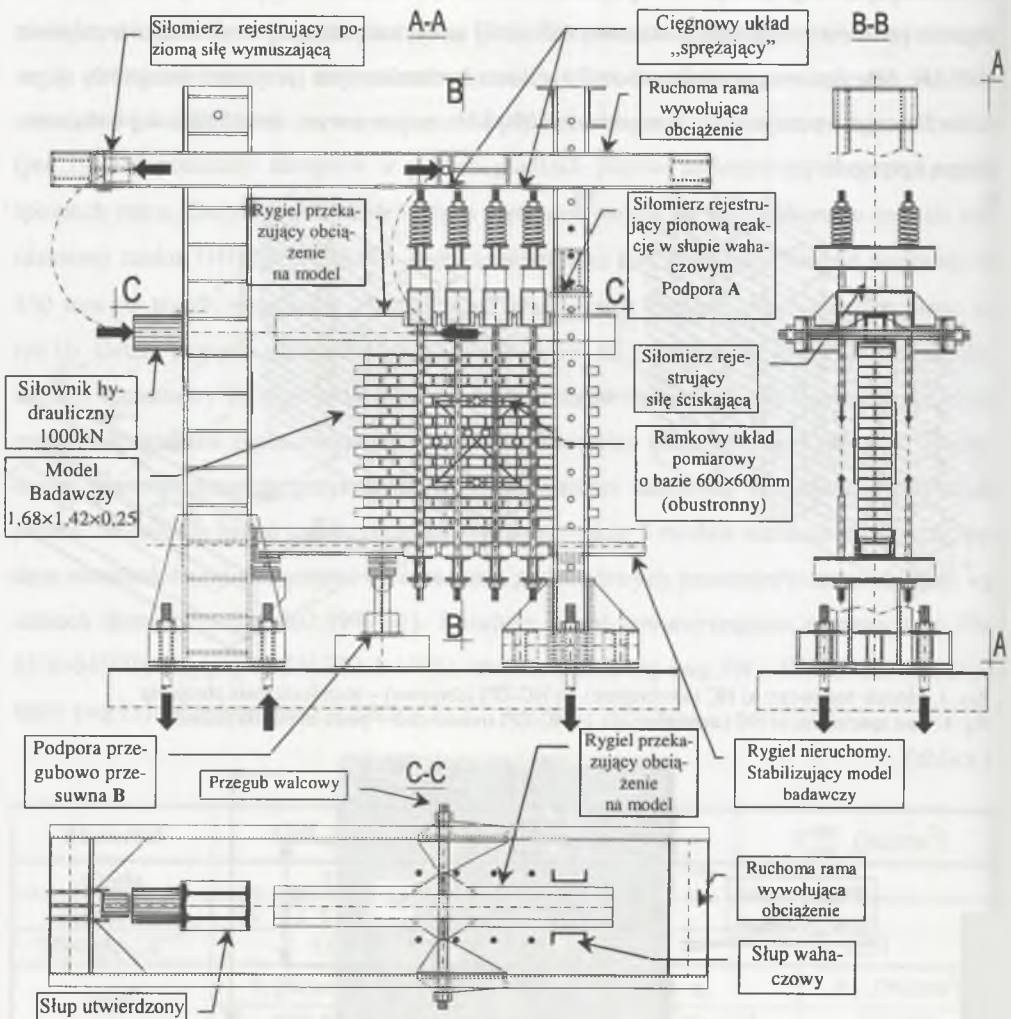 A-A
B-B
Siłomierz rejestrujący po-
ziomą siłę wymuszającą
Cięgnowy układ
„sprężający”
A
B
Ruchoma rama
wywołująca
obciążenie
Rygiel przeka-
zujący obcią-
żenie
na model
Siłomierz rejestru-
jący pionową reak-
cję w słupie waha-
czowym
Podpora A
C
C
Siłownik hy-
drauliczny
1000kN
Siłomierz reje-
strujący
siłę ściskającą
Model
Badawczy
1,68×1,42×0,25
Ramkowy układ
pomiarowy
o bazie 600×600mm
(obustronny)
B
A
Podpora prze-
gubowo prze-
suwna B
Przegub walcowy
C-C
Rygiel przeka-
zujący obcią-
żenie
na model
Rygiel nieruchomy.
Stabilizujący model
badawczy
Ruchoma rama
wywołująca
obciążenie
Słup waha-
czowy
Słup utwierdzony